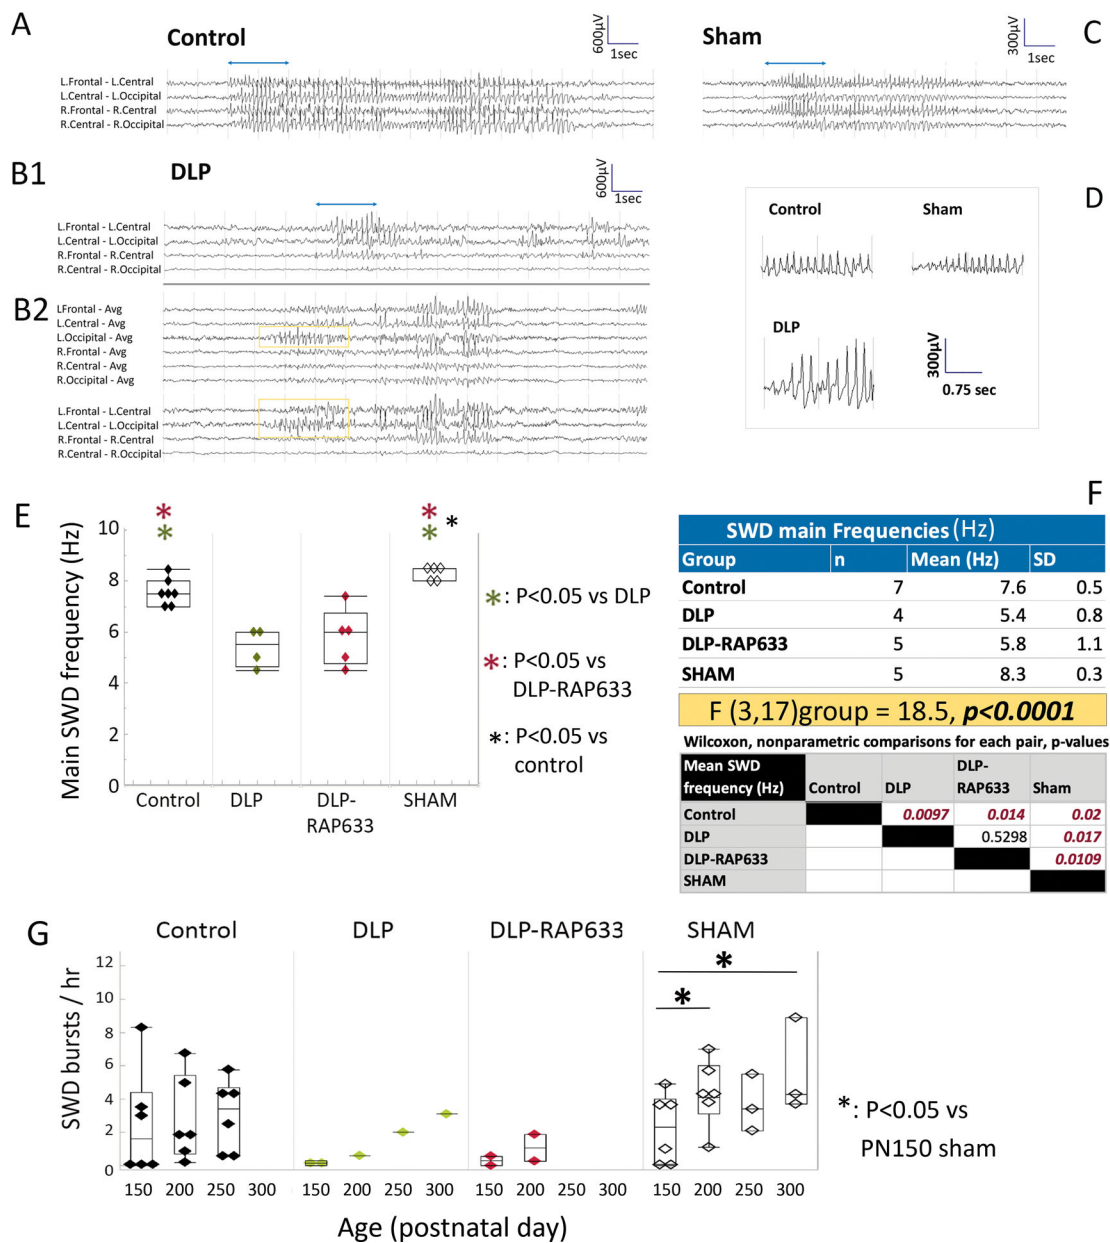 A
Control
600μV
1sec
Sham
300μV
1sec
C
L.Frontal - L.Central
L.Central - L.Occipital
R.Frontal - R.Central
R.Central - R.Occipital
B1
DLP
600μV
1sec
L.Frontal - L.Central
L.Central - L.Occipital
R.Frontal - R.Central
R.Central - R.Occipital
B2
LFrontal - Avg
L.Central - Avg
L.Occipital - Avg
R.Frontal - Avg
R.Central - Avg
R.Occipital - Avg
L.Frontal - L.Central
L.Central - L.Occipital
R.Frontal - R.Central
R.Central - R.Occipital
D
Control
Sham
DLP
300μV
0.75 sec
E
Main SWD frequency (Hz)
10
8
6
4
2
0
* *
* * *
Control DLP DLP-RAP633 SHAM
*: P<0.05 vs DLP
*: P<0.05 vs
DLP-RAP633
*: P<0.05 vs
control
F
SWD main Frequencies (Hz)
Group n Mean (Hz) SD
Control 7 7.6 0.5
DLP 4 5.4 0.8
DLP-RAP633 5 5.8 1.1
SHAM 5 8.3 0.3
F (3,17)group = 18.5, p<0.0001
Wilcoxon, nonparametric comparisons for each pair, p-values
Mean SWD frequency (Hz) Control DLP DLP-RAP633 Sham
Control 0.0097 0.014 0.02
DLP 0.5298 0.017
DLP-RAP633 0.0109
SHAM
G
Control DLP DLP-RAP633 SHAM
SWD bursts / hr
12
10
8
6
4
2
0
*
*
150 200 250 300 150 200 250 300 150 200 250 300 150 200 250 300
Age (postnatal day)
*: P<0.05 vs
PN150 sham